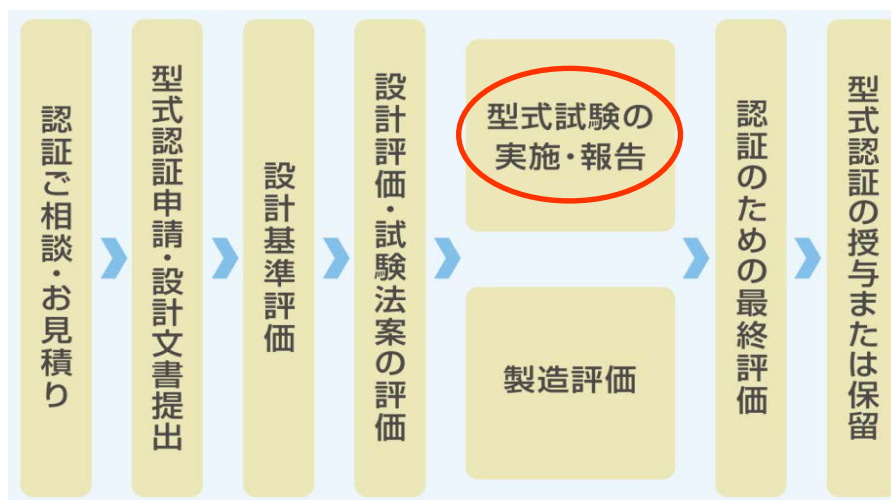 認証ご相談・お見積り
型式認証申請・設計文書提出
設計基準評価
設計評価・試験法案の評価
型式試験の
実施・報告
製造評価
認証のための最終評価
型式認証の授与または保留